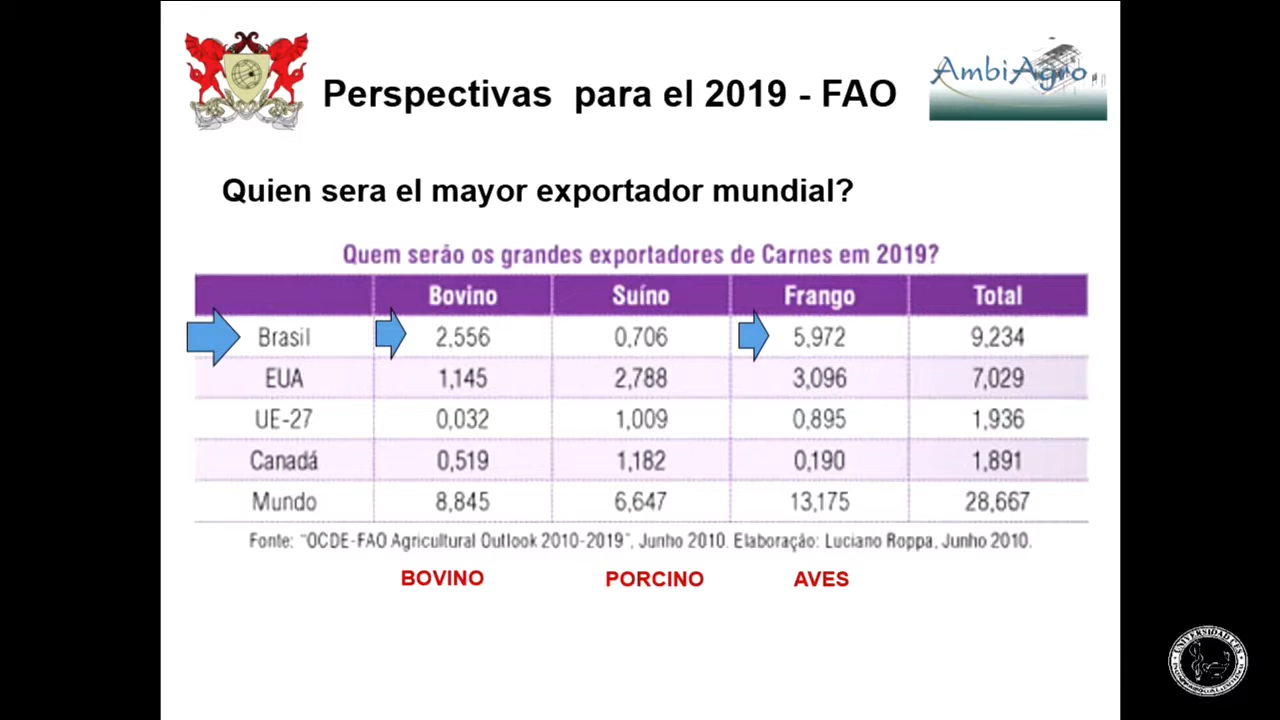 Perspectivas para el 2019 - FAO
AmbiAgro
Quien sera el mayor exportador mundial?
Quem serão os grandes exportadores de Carnes em 2019?
Bovino Suíno Frango Total
Brasil 2,556 0,706 5,972 9,234
EUA 1,145 2,788 3,096 7,029
UE-27 0,032 1,009 0,895 1,936
Canadá 0,519 1,182 0,190 1,891
Mundo 8,845 6,647 13,175 28,667
Fonte: "OCDE-FAO Agricultural Outlook 2010-2019", Junho 2010. Elaboração: Luciano Roppa, Junho 2010.
BOVINO PORCINO AVES
UNIVERSIDAD CES